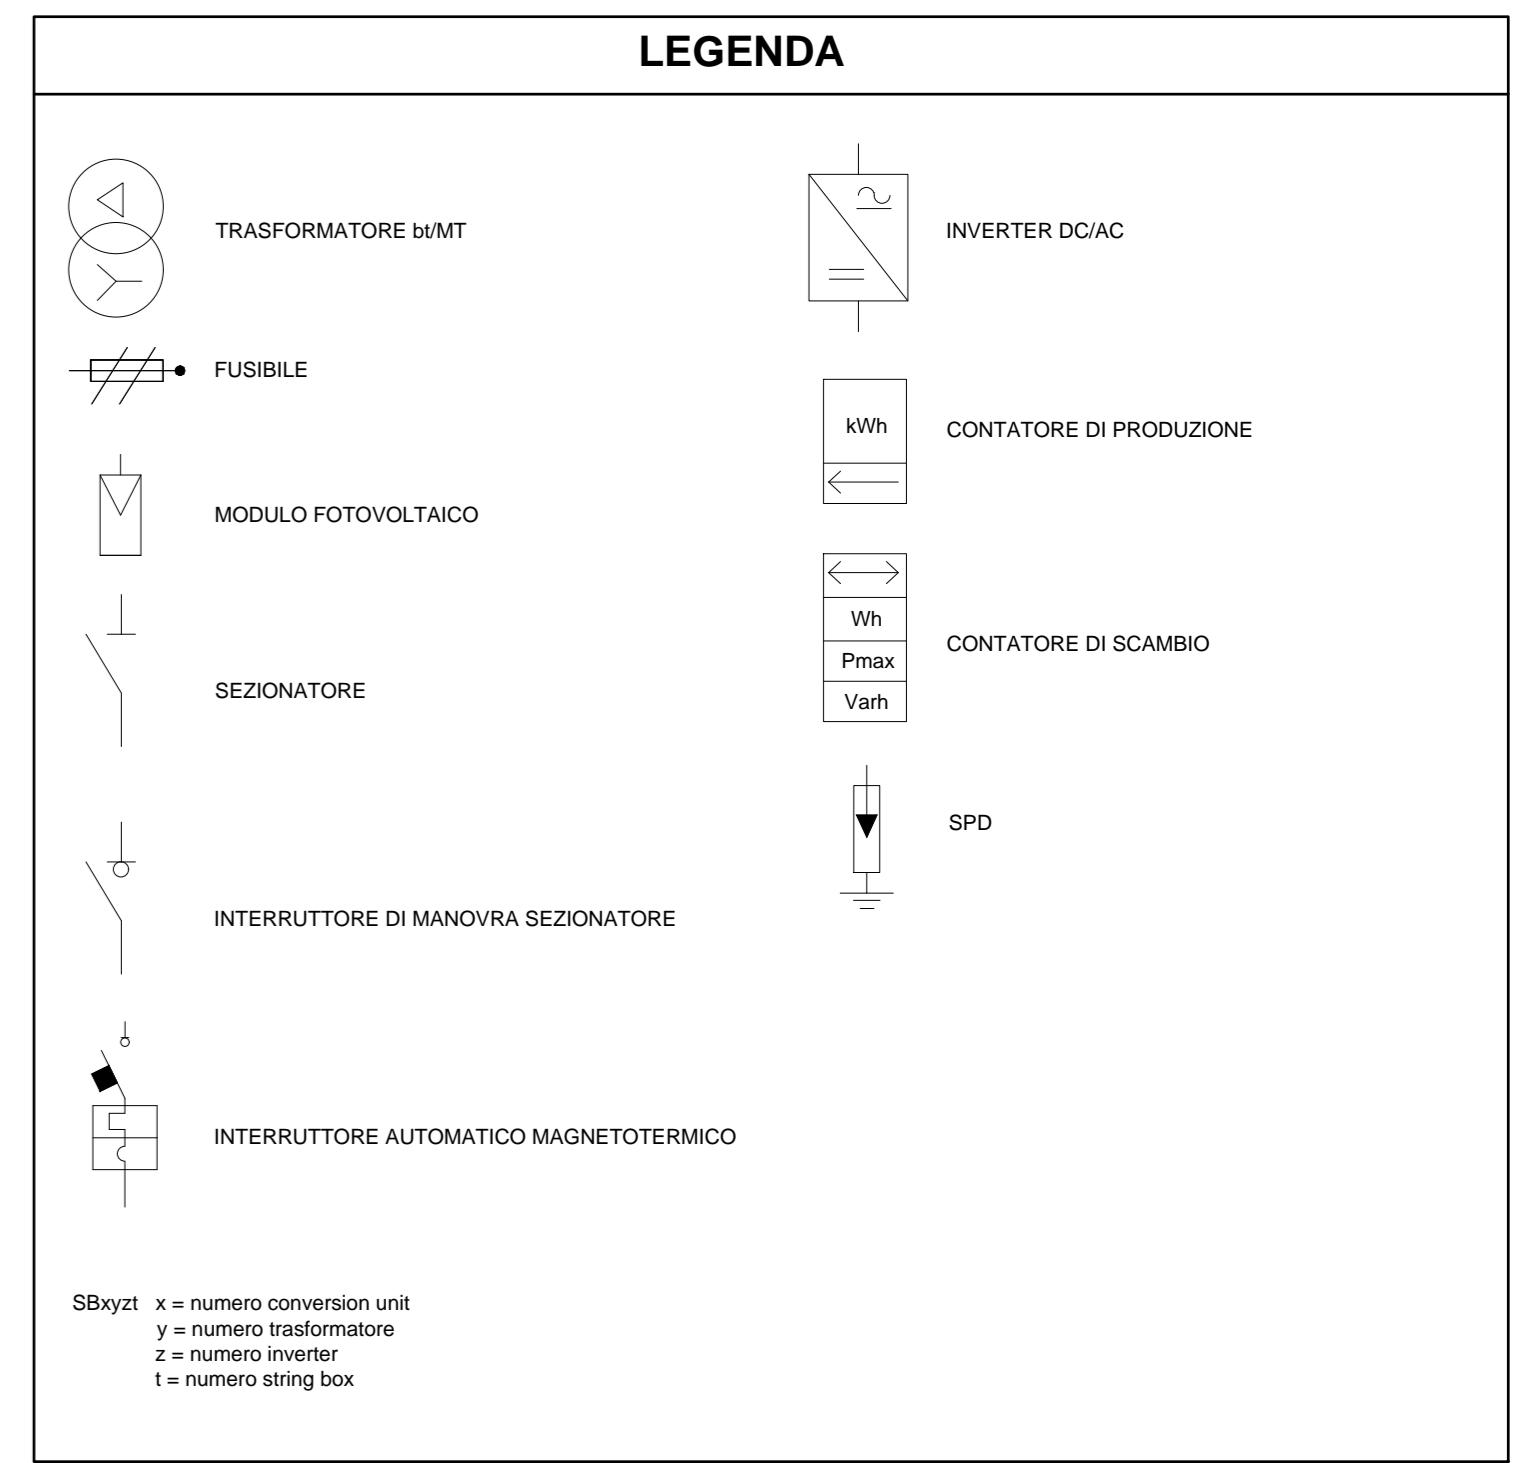 LEGENDA
TRASFORMATORE bt/MT
FUSIBILE
MODULO FOTOVOLTAICO
SEZIONATORE
INTERRUTTORE DI MANOVRA SEZIONATORE
INTERRUTTORE AUTOMATICO MAGNETOTERMICO
SBxyzt x = numero conversion unit
y = numero trasformatore
z = numero inverter
t = numero string box
INVERTER DC/AC
kWh
CONTATORE DI PRODUZIONE
Wh
Pmax
Varh
CONTATORE DI SCAMBIO
SPD